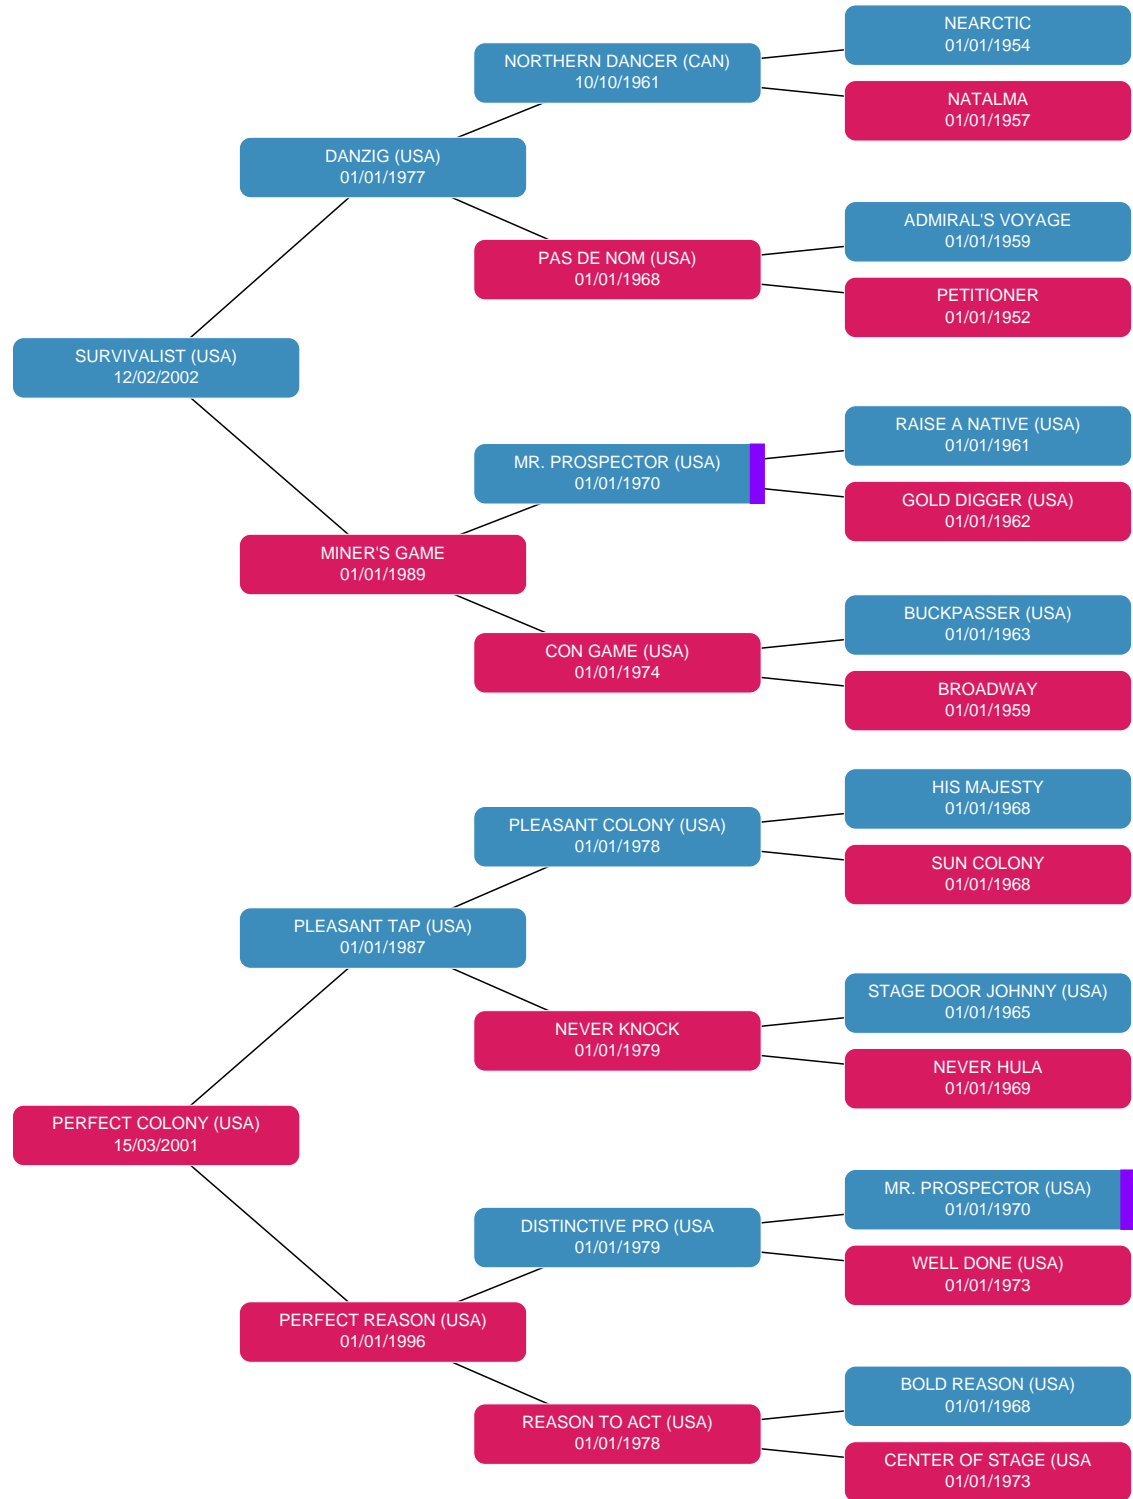 NEARCTIC
01/01/1954
NORTHERN DANCER (CAN)
10/10/1961
NATALMA
01/01/1957
DANZIG (USA)
01/01/1977
ADMIRAL'S VOYAGE
01/01/1959
PAS DE NOM (USA)
01/01/1968
PETITIONER
01/01/1952
SURVIVALIST (USA)
12/02/2002
RAISE A NATIVE (USA)
01/01/1961
MR. PROSPECTOR (USA)
01/01/1970
GOLD DIGGER (USA)
01/01/1962
MINER'S GAME
01/01/1989
BUCKPASSER (USA)
01/01/1963
CON GAME (USA)
01/01/1974
BROADWAY
01/01/1959
HIS MAJESTY
01/01/1968
PLEASANT COLONY (USA)
01/01/1978
SUN COLONY
01/01/1968
PLEASANT TAP (USA)
01/01/1987
STAGE DOOR JOHNNY (USA)
01/01/1965
NEVER KNOCK
01/01/1979
NEVER HULA
01/01/1969
PERFECT COLONY (USA)
15/03/2001
MR. PROSPECTOR (USA)
01/01/1970
DISTINCTIVE PRO (USA
01/01/1979
WELL DONE (USA)
01/01/1973
PERFECT REASON (USA)
01/01/1996
BOLD REASON (USA)
01/01/1968
REASON TO ACT (USA)
01/01/1978
CENTER OF STAGE (USA
01/01/1973